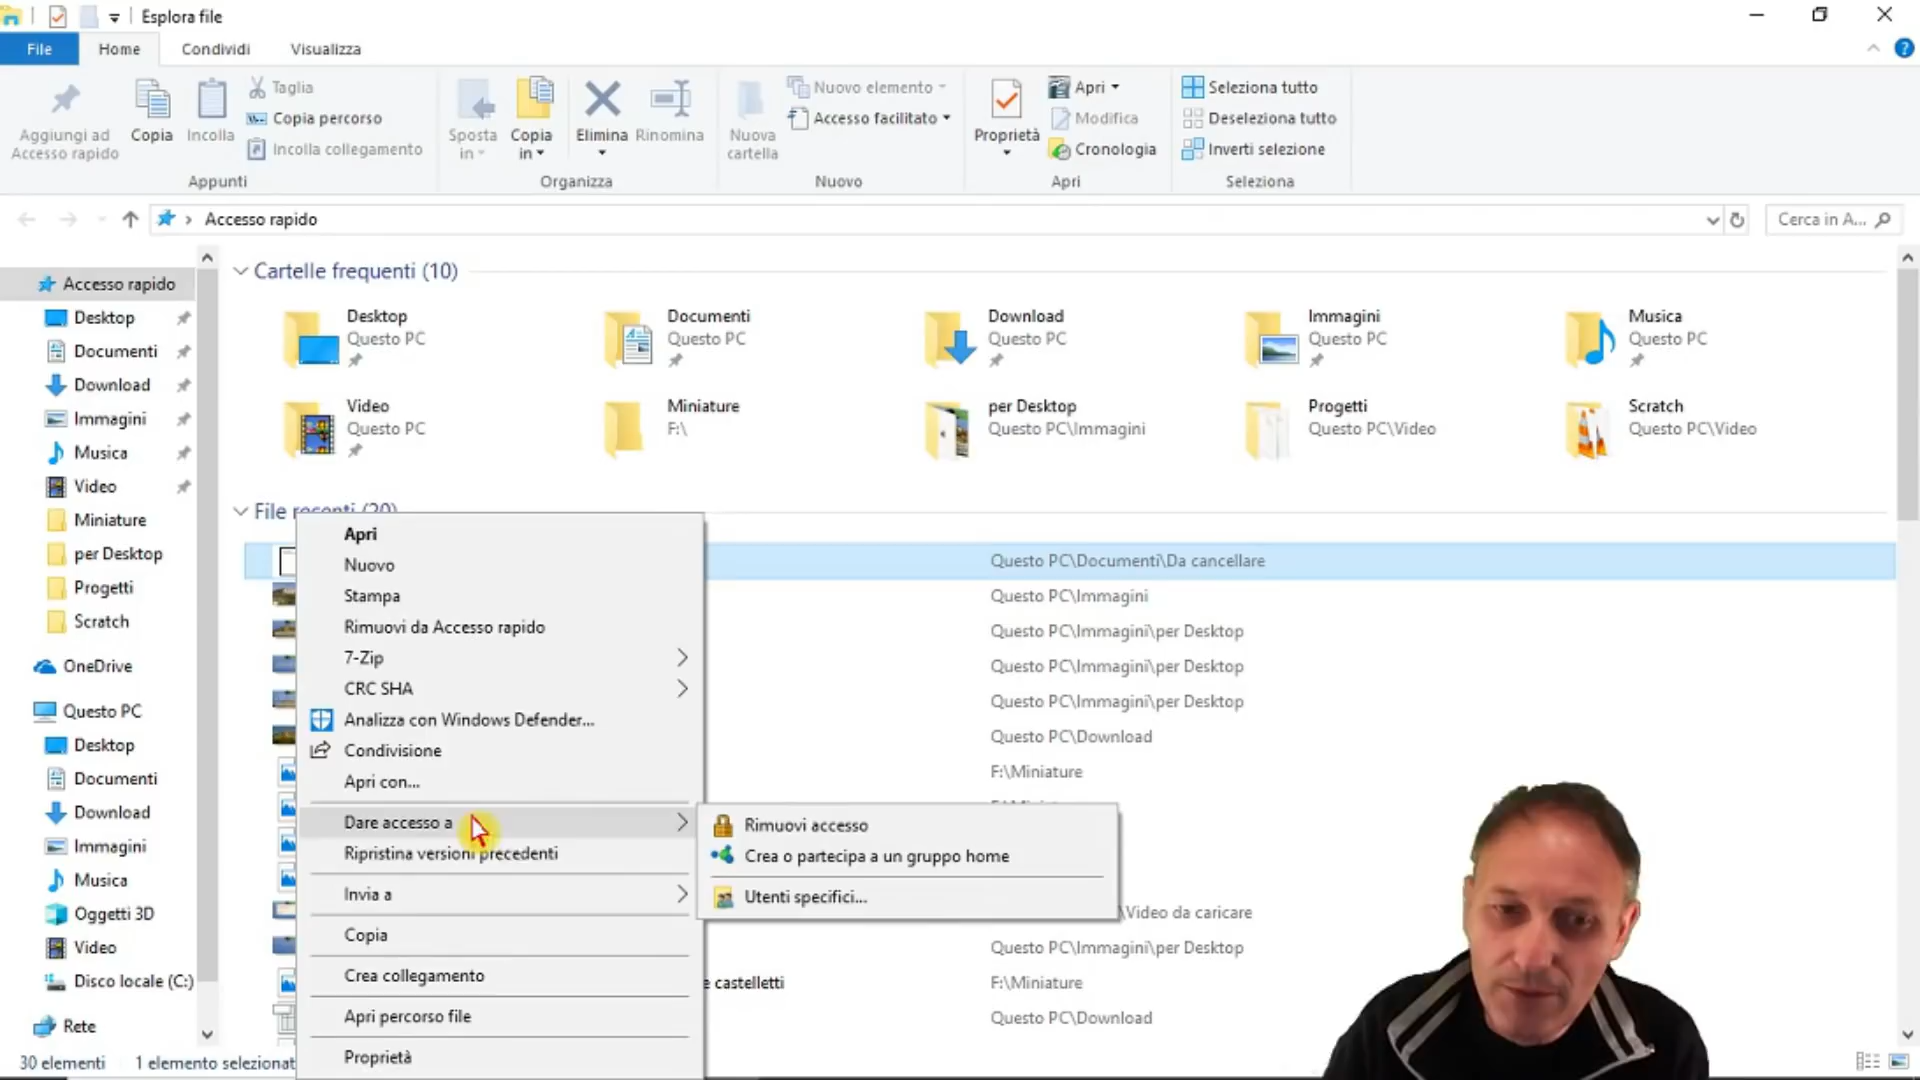 Esplora file
File
Home
Condividi
Visualizza
Aggiungi ad
Accesso rapido
Copia
Incolla
Taglia
Copia percorso
Incolla collegamento
Appunti
Sposta
in
Copia
in
Elimina
Rinomina
Organizza
Nuova
cartella
Nuovo elemento
Accesso facilitato
Nuovo
Proprietà
Apri
Modifica
Cronologia
Apri
Seleziona tutto
Deseleziona tutto
Inverti selezione
Seleziona
Accesso rapido
Cerca in A...
Accesso rapido
Desktop
Documenti
Download
Immagini
Musica
Video
Miniature
per Desktop
Progetti
Scratch
OneDrive
Questo PC
Desktop
Documenti
Download
Immagini
Musica
Oggetti 3D
Video
Disco locale (C:)
Rete
Cartelle frequenti (10)
Desktop
Questo PC
Documenti
Questo PC
Download
Questo PC
Immagini
Questo PC
Musica
Questo PC
Video
Questo PC
Miniature
F:\
per Desktop
Questo PC\Immagini
Progetti
Questo PC\Video
Scratch
Questo PC\Video
File recenti (20)
Apri
Nuovo
Stampa
Rimuovi da Accesso rapido
7-Zip
CRC SHA
Analizza con Windows Defender...
Condivisione
Apri con...
Dare accesso a
Ripristina versioni precedenti
Invia a
Copia
Crea collegamento
Apri percorso file
Proprietà
Rimuovi accesso
Crea o partecipa a un gruppo home
Utenti specifici...
Questo PC\Documenti\Da cancellare
Questo PC\Immagini
Questo PC\Immagini\per Desktop
Questo PC\Immagini\per Desktop
Questo PC\Immagini\per Desktop
Questo PC\Download
F:\Miniature
\Video da caricare
Questo PC\Immagini\per Desktop
e castelletti
F:\Miniature
Questo PC\Download
30 elementi
1 elemento selezionat